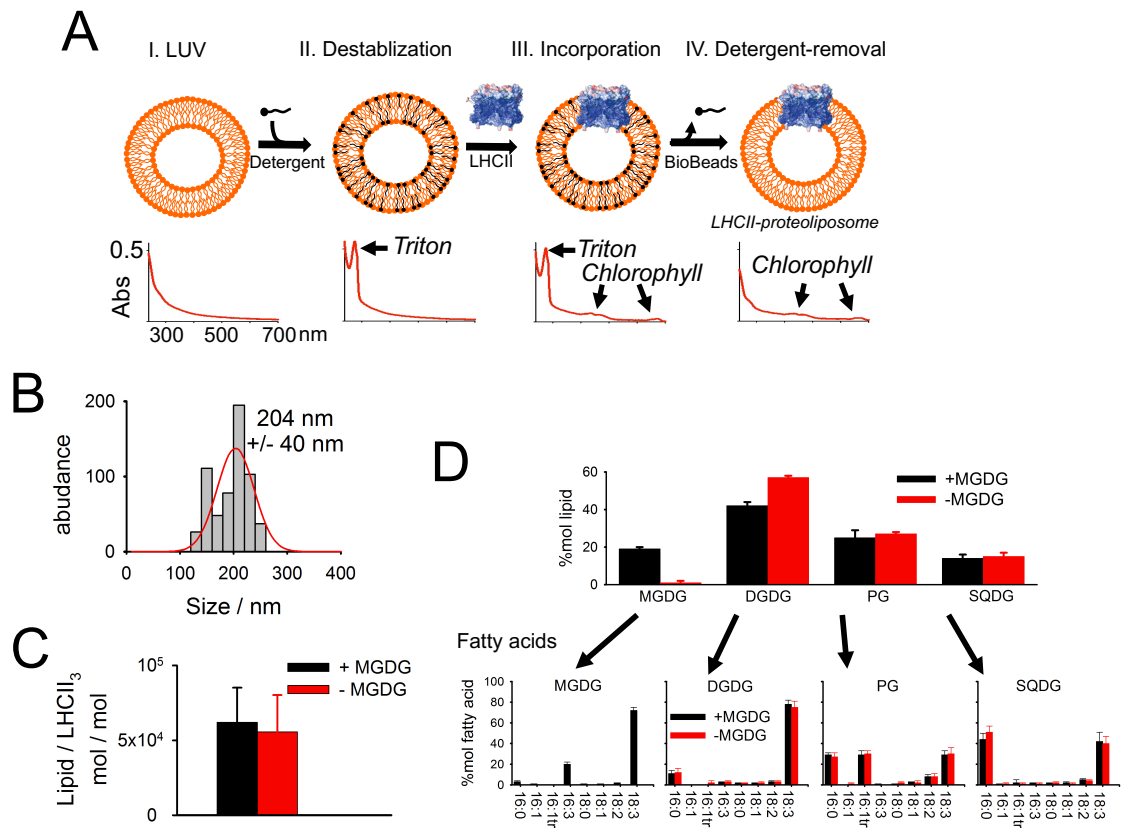 A
I. LUV
II. Destablization
III. Incorporation
IV. Detergent-removal
Detergent
LHCII
BioBeads
LHCII-proteoliposome
0.5
Abs
300 500 700 nm
Triton
Triton
Chlorophyll
Chlorophyll
B
200
100
0
abudance
204 nm
+/- 40 nm
0 100 200 300 400
Size / nm
C
10⁵
5x10⁴
0
Lipid / LHCII₃
mol / mol
+ MGDG
- MGDG
D
60
40
20
0
%mol lipid
+MGDG
-MGDG
MGDG DGDG PG SQDG
Fatty acids
100
80
60
40
20
0
%mol fatty acid
MGDG
DGDG
+MGDG
-MGDG
PG
SQDG
16:0 16:1 16:1tr 16:3 18:0 18:1 18:2 18:3
16:0 16:1 16:1tr 16:3 18:0 18:1 18:2 18:3
16:0 16:1 16:1tr 16:3 18:0 18:1 18:2 18:3
16:0 16:1 16:1tr 16:3 18:0 18:1 18:2 18:3